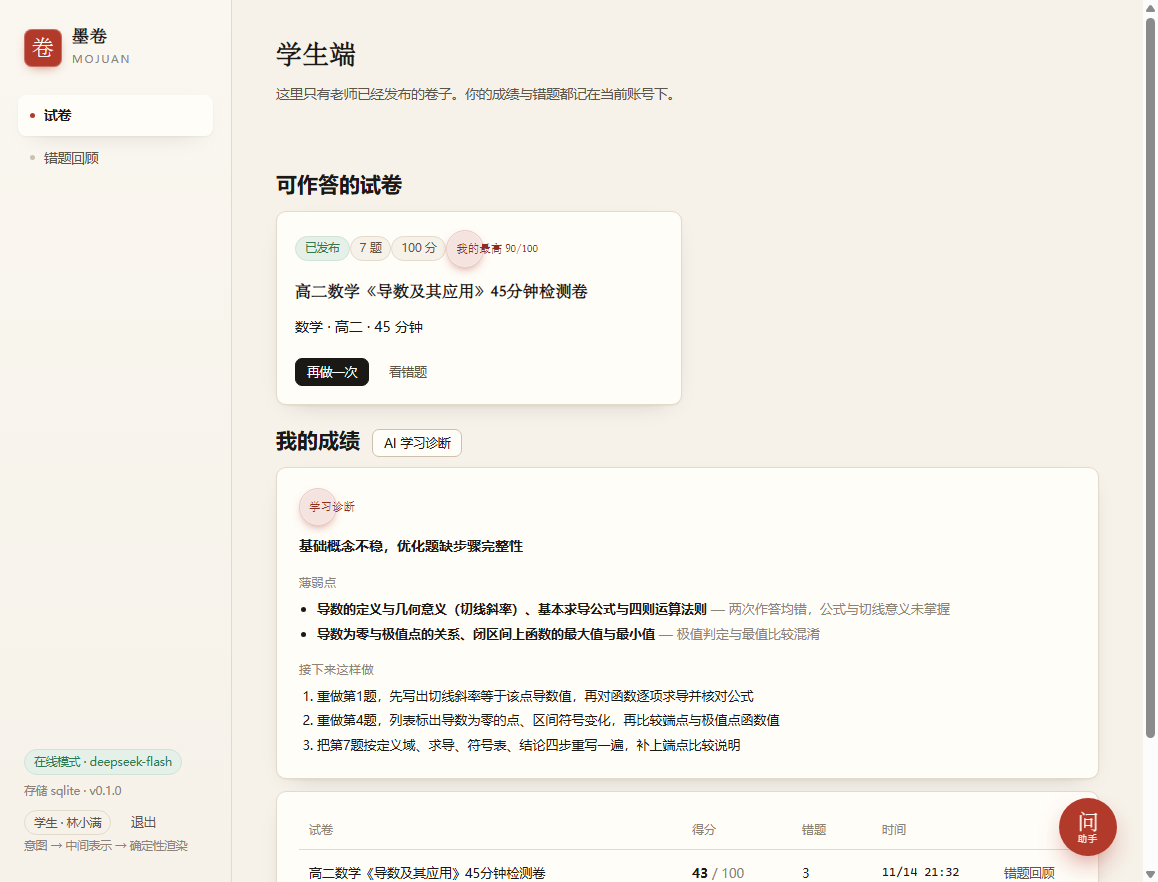 卷
墨卷
MOJUAN
试卷
错题回顾
在线模式 · deepseek-flash
存储 sqlite · v0.1.0
学生 · 林小满
退出
意图 → 中间表示 → 确定性渲染
学生端
这里只有老师已经发布的卷子。你的成绩与错题都记在当前账号下。
可作答的试卷
已发布 7 题 100 分 我的最高 90/100
高二数学《导数及其应用》45分钟检测卷
数学 · 高二 · 45 分钟
再做一次 看错题
我的成绩 AI 学习诊断
学习诊断
基础概念不稳，优化题缺步骤完整性
薄弱点
• 导数的定义与几何意义（切线斜率）、基本求导公式与四则运算法则 — 两次作答均错，公式与切线意义未掌握
• 导数为零与极值点的关系、闭区间上函数的最大值与最小值 — 极值判定与最值比较混淆
接下来这样做
1. 重做第1题，先写出切线斜率等于该点导数值，再对函数逐项求导并核对公式
2. 重做第4题，列表标出导数为零的点、区间符号变化，再比较端点与极值点函数值
3. 把第7题按定义域、求导、符号表、结论四步重写一遍，补上端点比较说明
试卷 得分 错题 时间
高二数学《导数及其应用》45分钟检测卷 43 / 100 3 11/14 21:32 错题回顾
问
助手